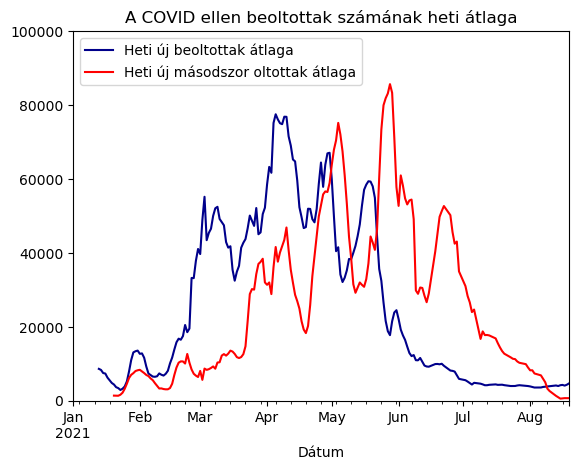 A COVID ellen beoltottak számának heti átlaga
Heti új beoltottak átlaga
Heti új másodszor oltottak átlaga
100000
80000
60000
40000
20000
0
Jan Feb Mar Apr May Jun Jul Aug
2021
Dátum